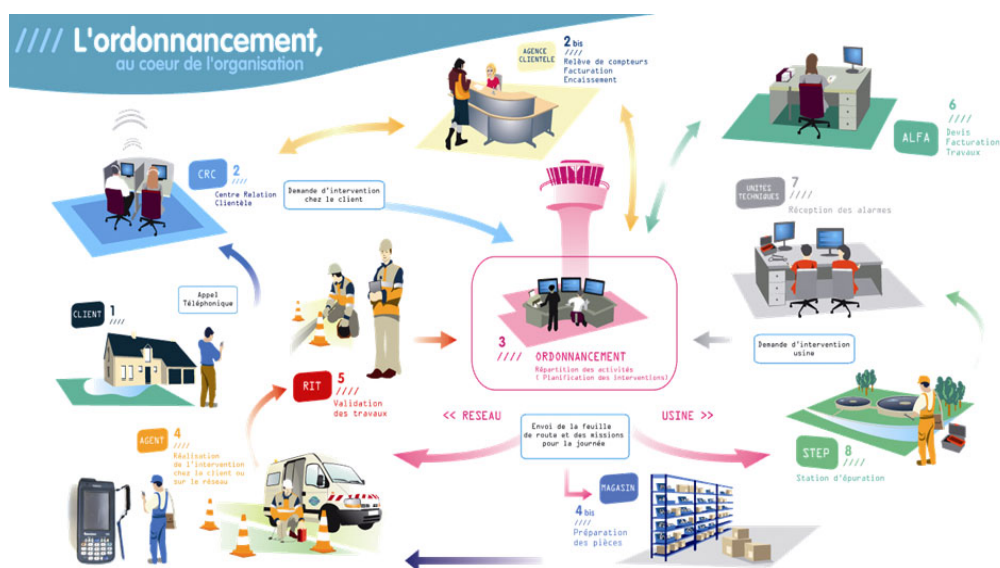 //// L'ordonnancement,
au coeur de l'organisation
AGENCE
CLIENTELE
2 bis
////
Relève de compteurs
Facturation
Encaissement
6
////
ALFA
Devis
Facturation
Travaux
CRC
2
////
Centre Relation
Clientèle
Demande d'intervention
chez le client
UNITES
TECHNIQUES
7
////
Réception des alarmes
Appel
Téléphonique
CLIENT
1
////
3
//// ORDONNANCEMENT
Répartition des activités
( Planification des interventions)
Demande d'intervention
usine
RIT
5
////
Validation
des travaux
<< RESEAU
USINE >>
Envoi de la feuille
de route et des missions
pour la journée
AGENT
4
////
Réalisation
de l'intervention
chez le client ou
sur le réseau
STEP
8
////
Station d'épuration
MAGASIN
4 bis
////
Préparation
des pièces